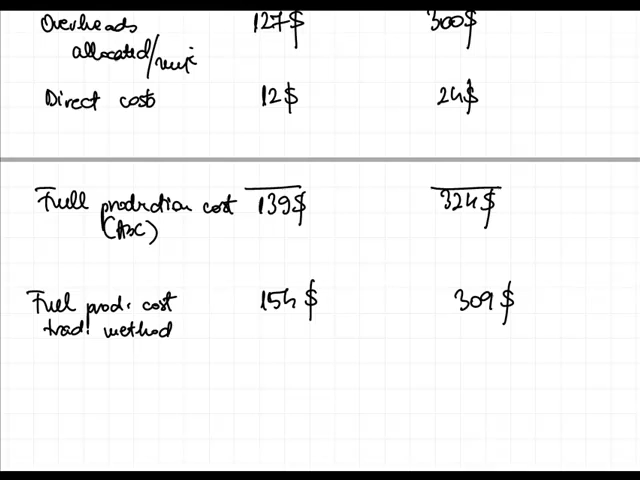 Overheads 127$ 300$
allocated/
Direct costs 12$ 24$
Full production cost 139$ 324$
(ABC)
Full prod. cost 154$ 309$
trad. method